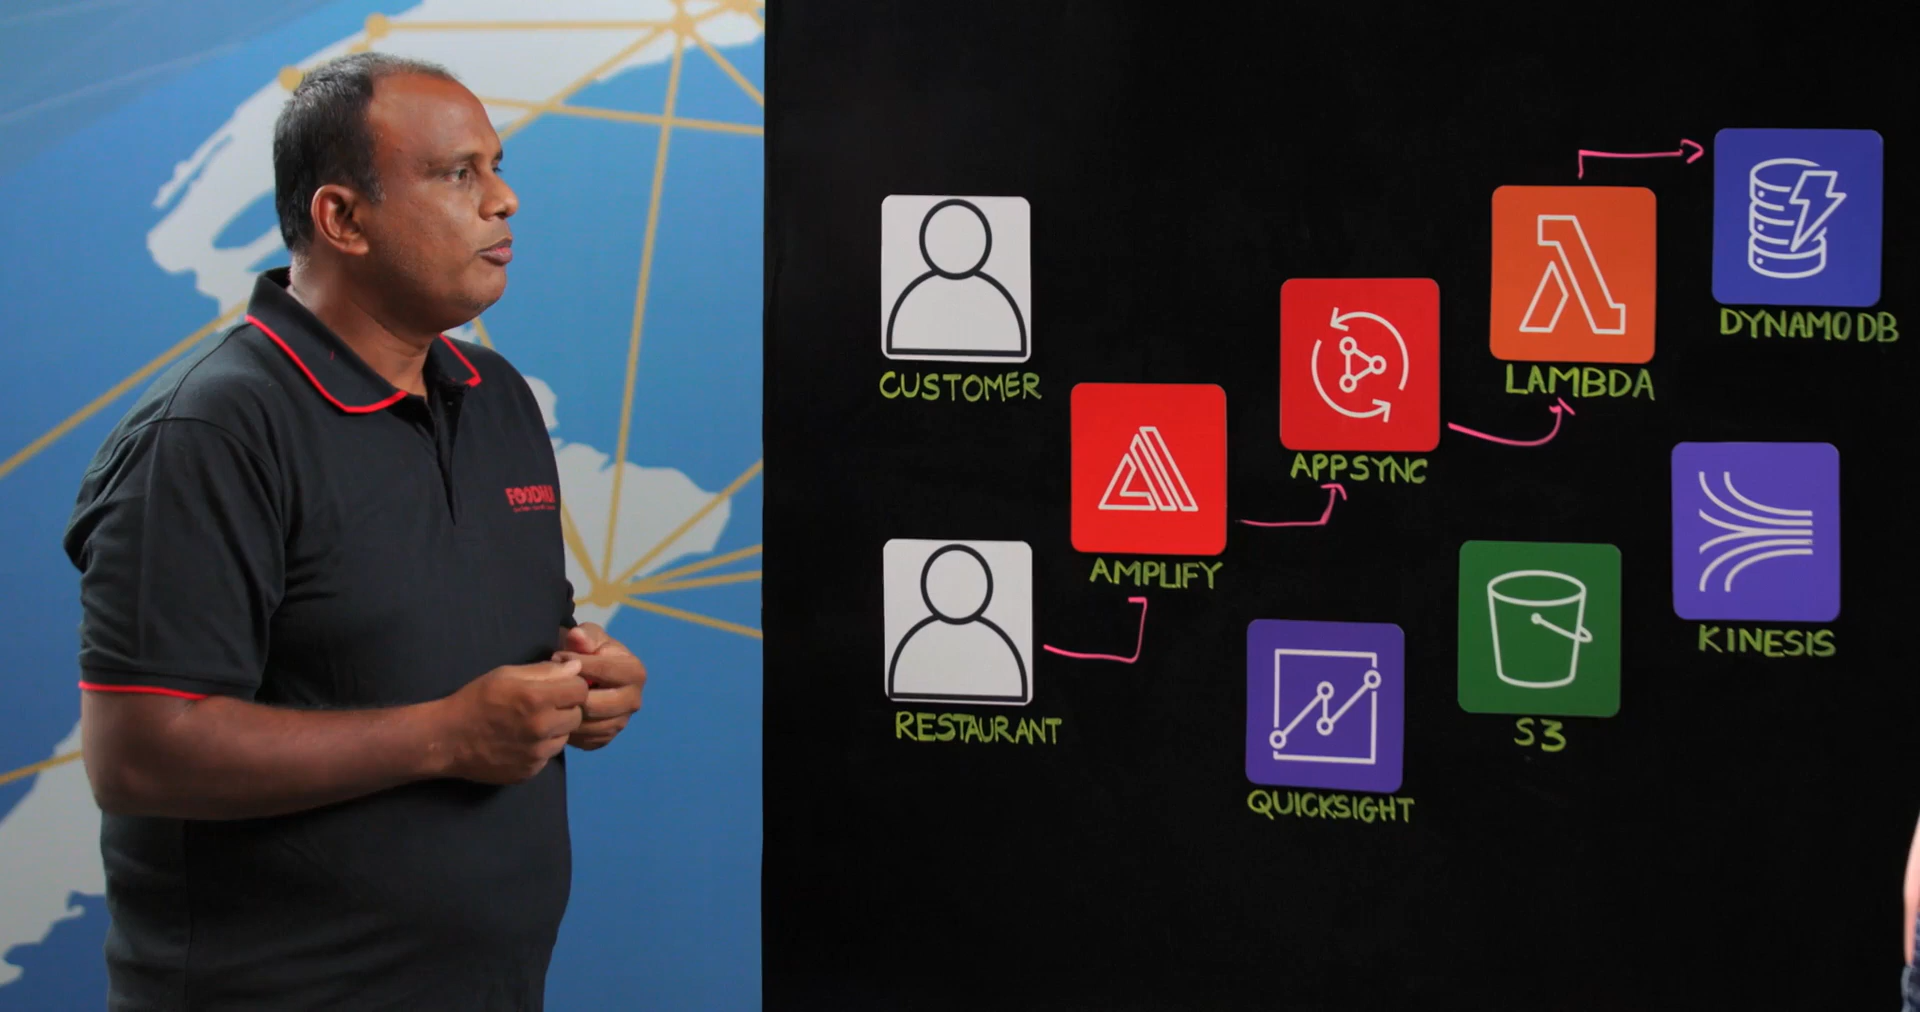 CUSTOMER
AMPLIFY
APPSYNC
LAMBDA
DYNAMO DB
RESTAURANT
QUICKSIGHT
S3
KINESIS